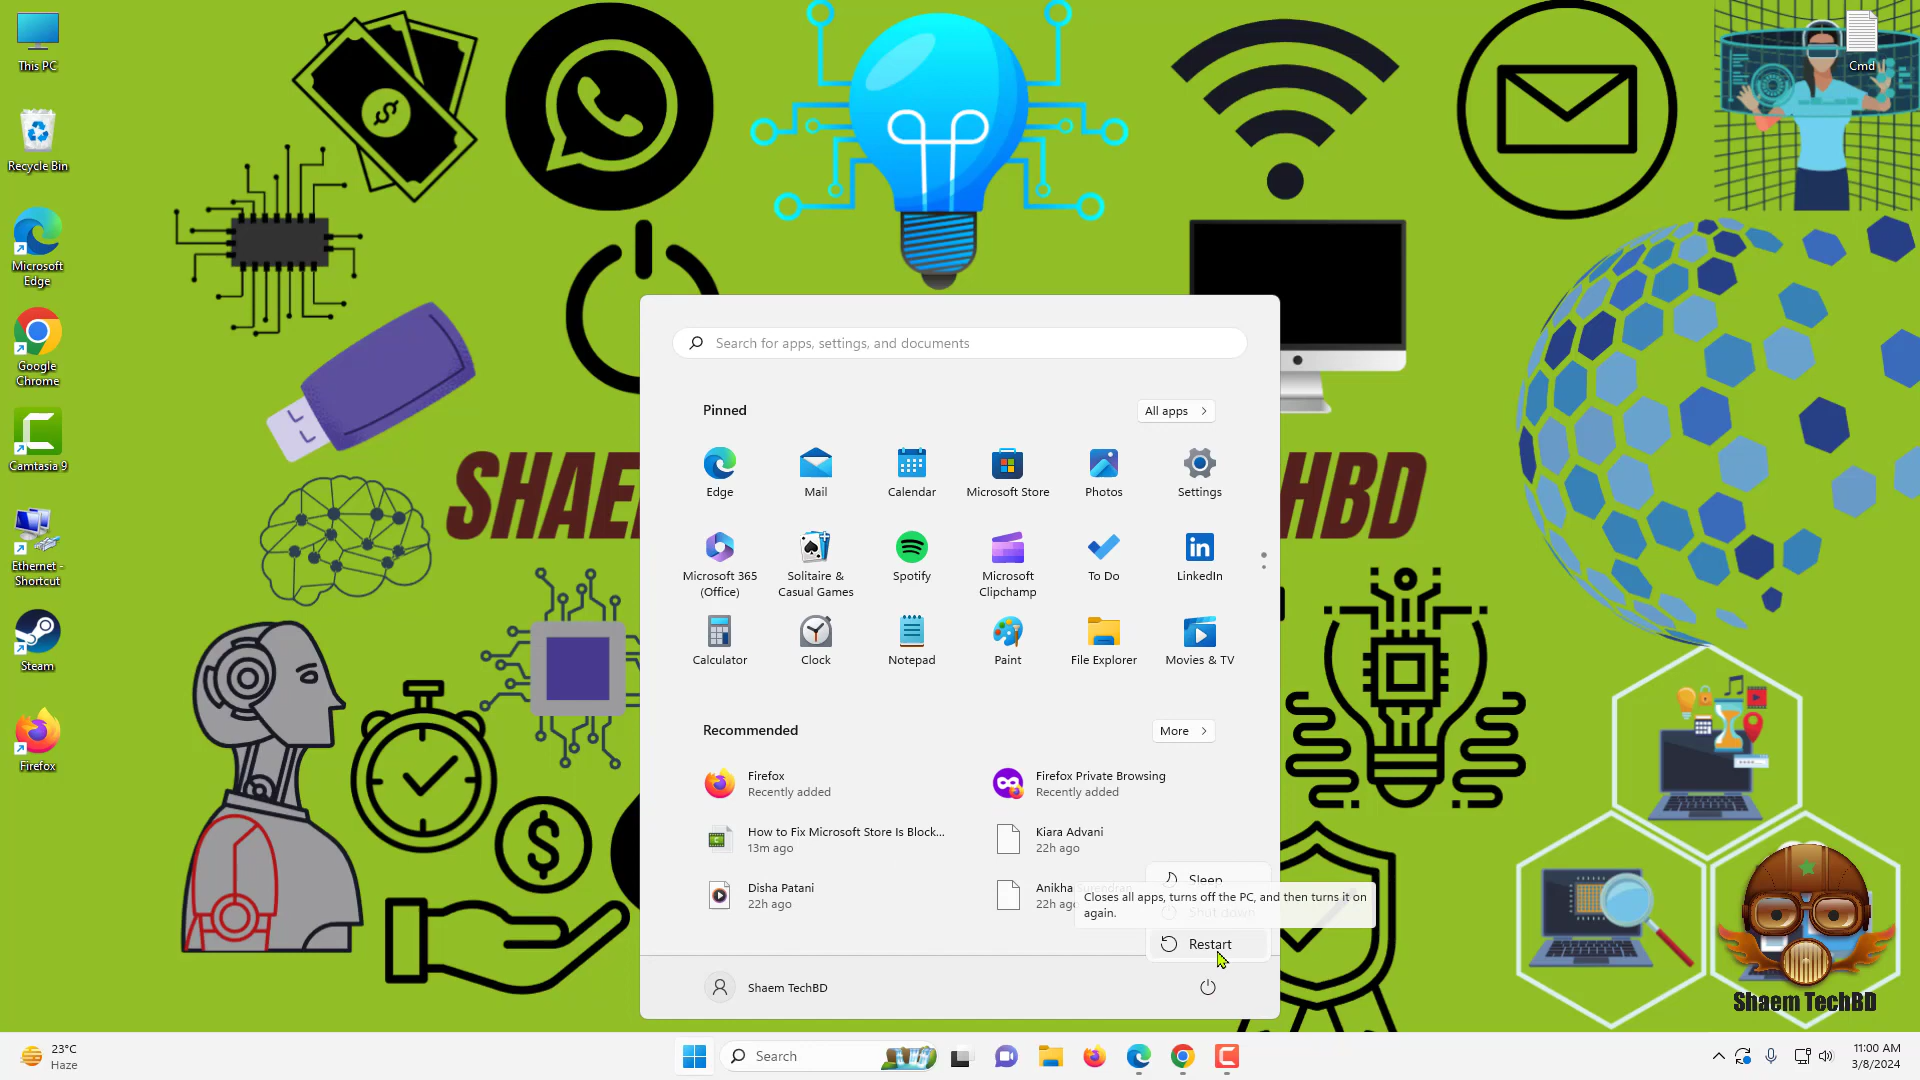 This PC
Recycle Bin
Microsoft
Edge
Google
Chrome
Camtasia 9
Ethernet -
Shortcut
Steam
Firefox
Cmd
SHAE
HBD
Search for apps, settings, and documents
Pinned
All apps
Edge
Mail
Calendar
Microsoft Store
Photos
Settings
Microsoft 365
(Office)
Solitaire &
Casual Games
Spotify
Microsoft
Clipchamp
To Do
LinkedIn
Calculator
Clock
Notepad
Paint
File Explorer
Movies & TV
Recommended
More
Firefox
Recently added
Firefox Private Browsing
Recently added
How to Fix Microsoft Store Is Block...
13m ago
Kiara Advani
22h ago
Disha Patani
22h ago
Anikha Surendran
22h ago
Sleep
Closes all apps, turns off the PC, and then turns it on
again.
Shut down
Restart
Shaem TechBD
Shaem TechBD
23°C
Haze
Search
11:00 AM
3/8/2024